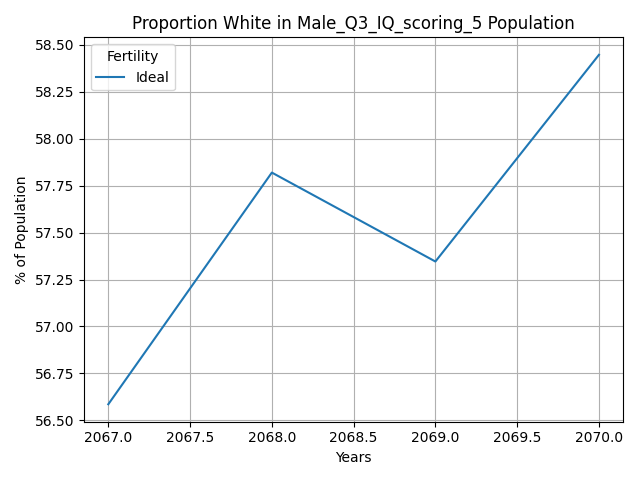 Proportion White in Male_Q3_IQ_scoring_5 Population
Fertility
Ideal
58.50
58.25
58.00
57.75
57.50
57.25
57.00
56.75
56.50
% of Population
2067.0 2067.5 2068.0 2068.5 2069.0 2069.5 2070.0
Years